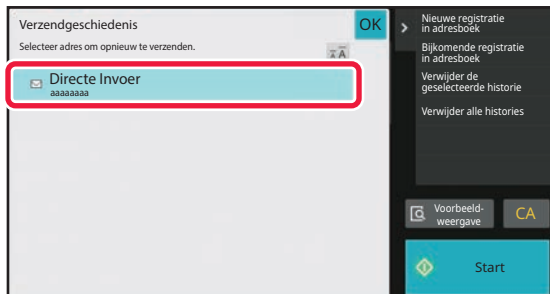 Verzendgeschiedenis
OK
Selecteer adres om opnieuw te verzenden.
Directe Invoer
aaaaaaaa
Nieuwe registratie
in adresboek
Bijkomende registratie
in adresboek
Verwijder de
geselecteerde historie
Verwijder alle histories
Voorbeeld-
weergave
CA
Start